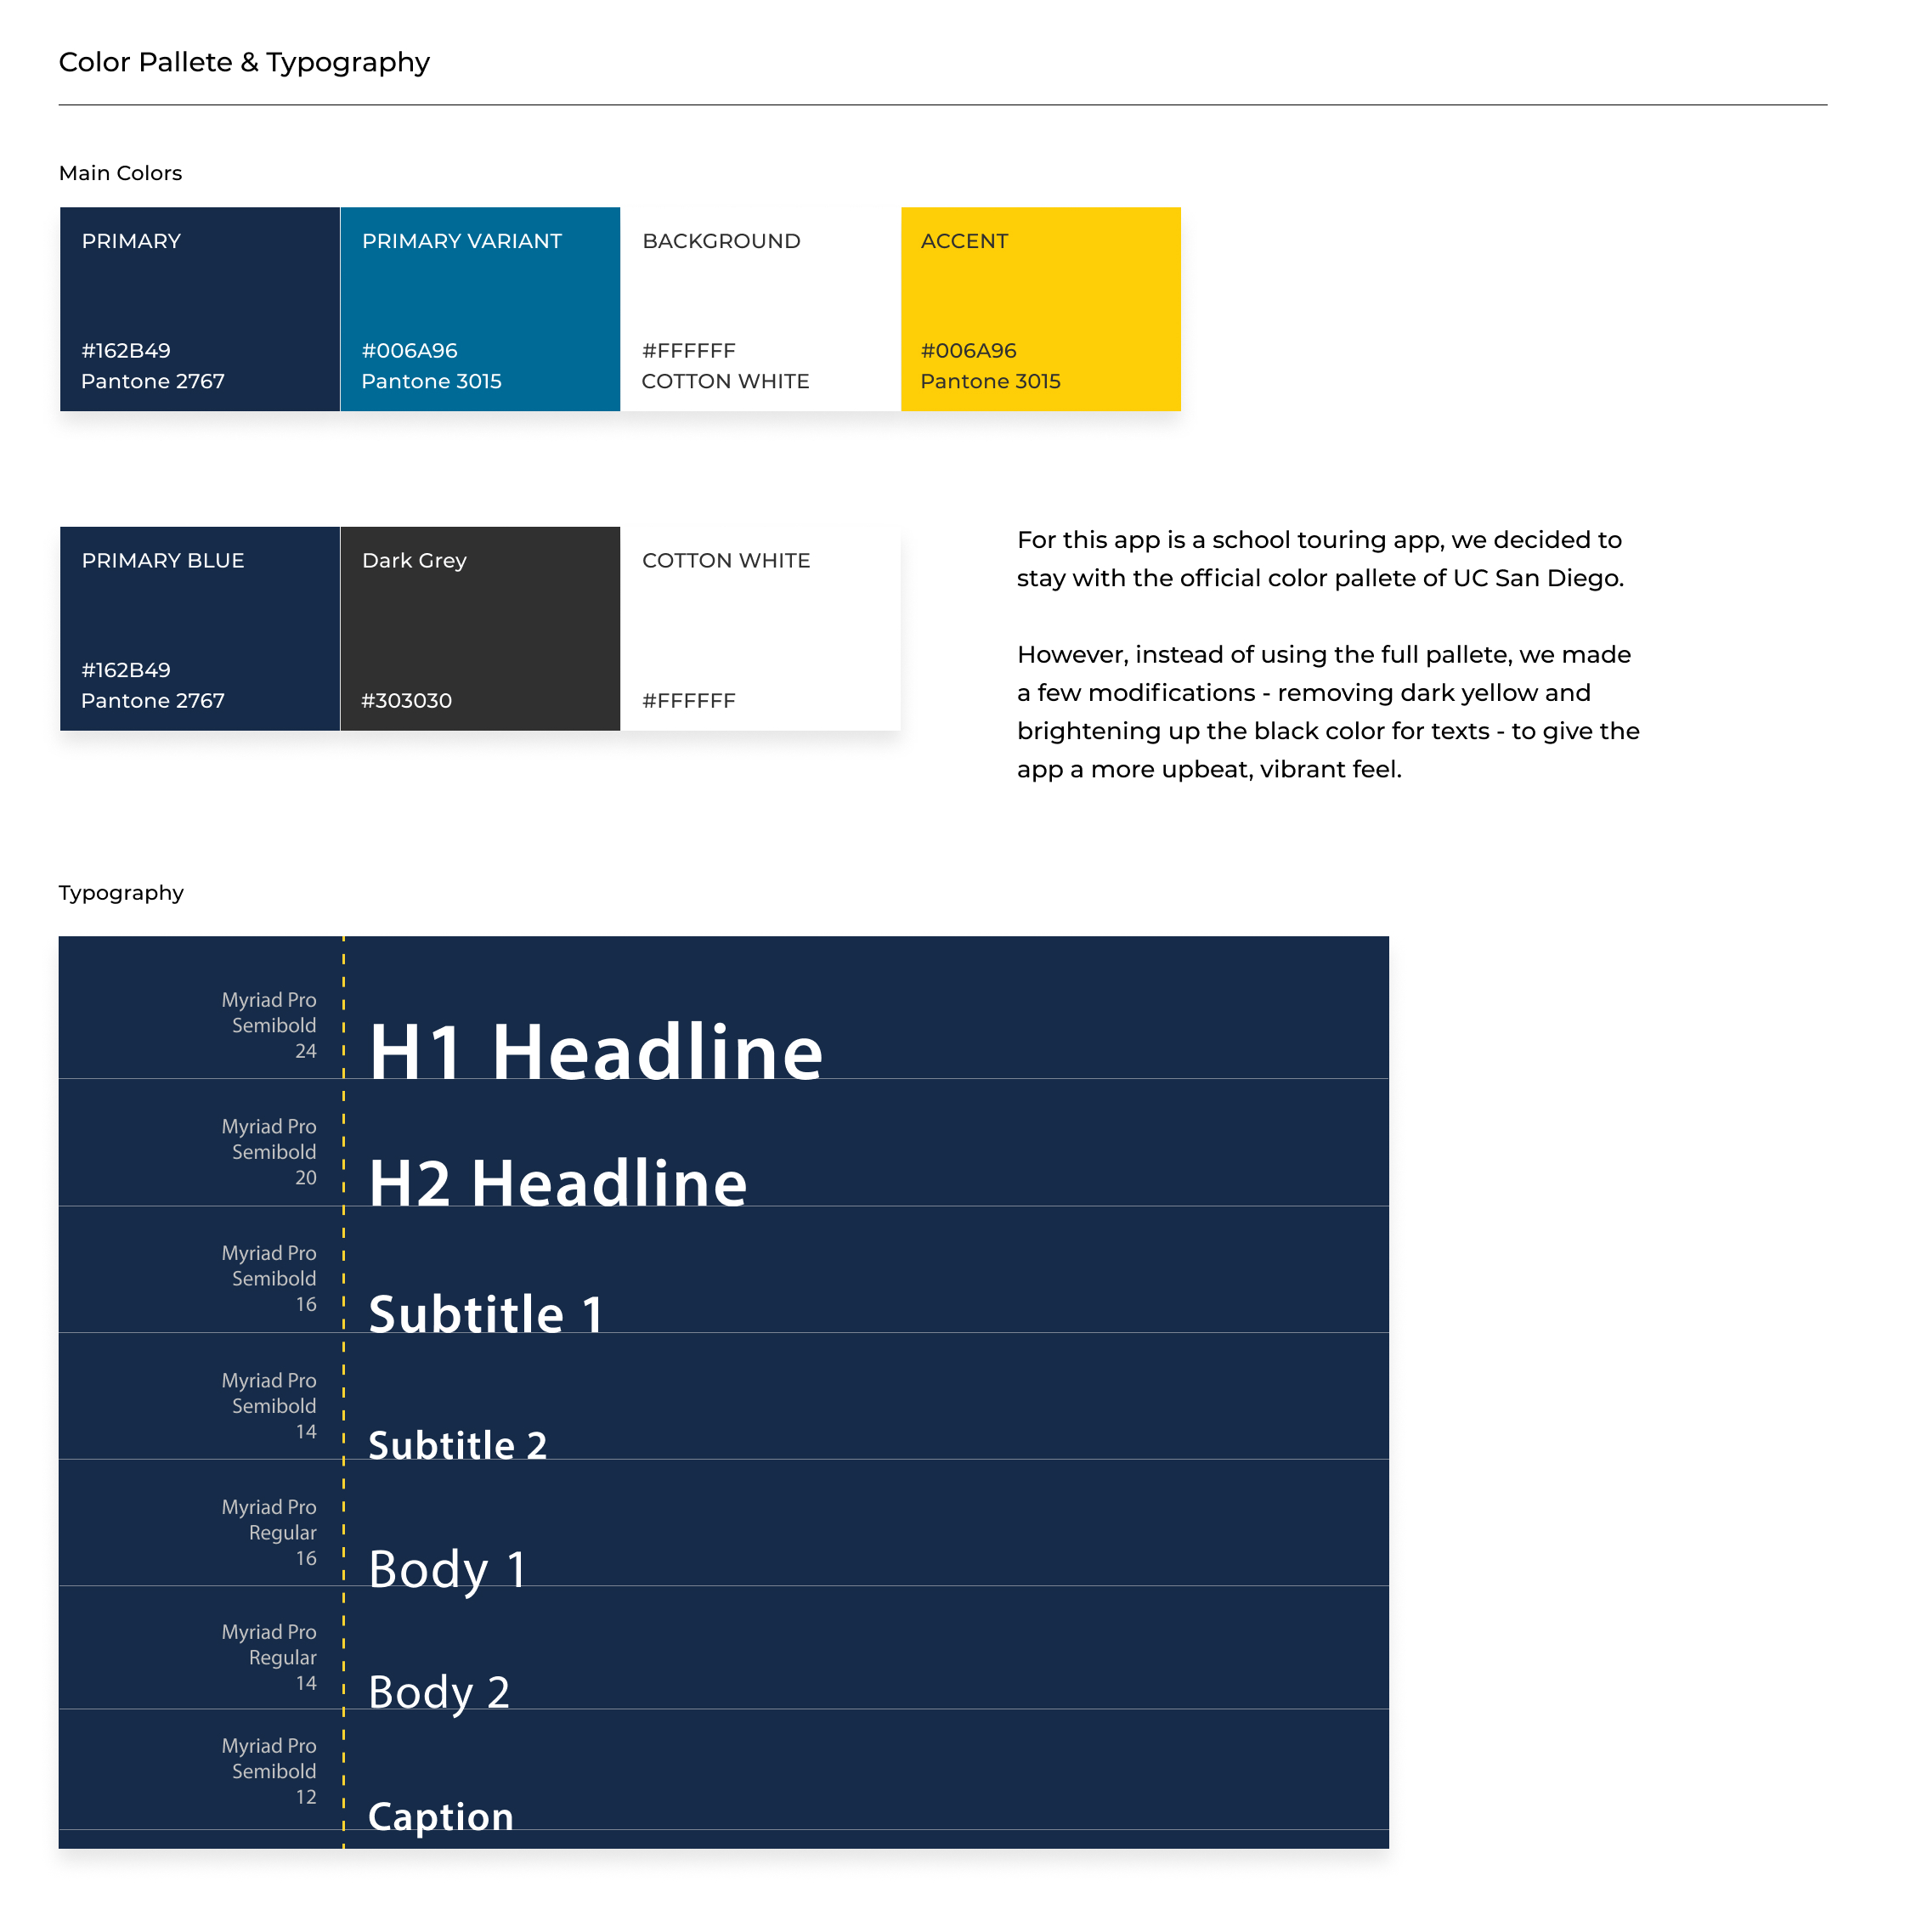 Color Pallete & Typography
Main Colors
PRIMARY
#162B49
Pantone 2767
PRIMARY VARIANT
#006A96
Pantone 3015
BACKGROUND
#FFFFFF
COTTON WHITE
ACCENT
#006A96
Pantone 3015
PRIMARY BLUE
#162B49
Pantone 2767
Dark Grey
#303030
COTTON WHITE
#FFFFFF
For this app is a school touring app, we decided to
stay with the official color pallete of UC San Diego.
However, instead of using the full pallete, we made
a few modifications - removing dark yellow and
brightening up the black color for texts - to give the
app a more upbeat, vibrant feel.
Typography
Myriad Pro
Semibold
24
H1 Headline
Myriad Pro
Semibold
20
H2 Headline
Myriad Pro
Semibold
16
Subtitle 1
Myriad Pro
Semibold
14
Subtitle 2
Myriad Pro
Regular
16
Body 1
Myriad Pro
Regular
14
Body 2
Myriad Pro
Semibold
12
Caption